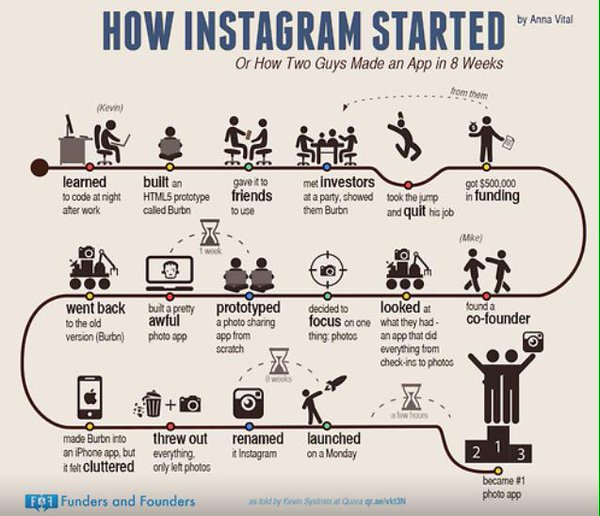 HOW INSTAGRAM STARTED
by Anna Vital
Or How Two Guys Made an App in 8 Weeks
(Kevin)
from them
learned
to code at night
after work
built an
HTML5 prototype
called Burbn
gave it to
friends
to use
met investors
at a party, showed
them Burbn
took the jump
and quit his job
got $500,000
in funding
(Mike)
found a
co-founder
looked at
what they had -
an app that did
everything from
check-ins to photos
decided to
focus on one
thing: photos
prototyped
a photo sharing
app from
scratch
1 week
built a pretty
awful
photo app
went back
to the old
version (Burbn)
made Burbn into
an iPhone app, but
it felt cluttered
threw out
everything,
only left photos
renamed
it Instagram
8 weeks
launched
on a Monday
a few hours
2 1 3
became #1
photo app
F&F Funders and Founders
as told by Kevin Systrom at Quora qr.ae/vkt3N